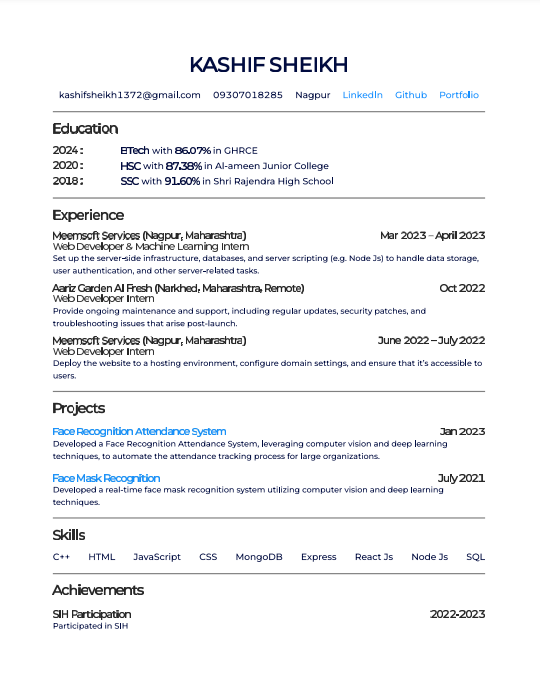 KASHIF SHEIKH
kashifsheikh1372@gmail.com 09307018285 Nagpur LinkedIn Github Portfolio
Education
2024 : BTech with 86.07% in GHRCE
2020 : HSC with 87.38% in Al-ameen Junior College
2018 : SSC with 91.60% in Shri Rajendra High School
Experience
Meemsoft Services (Nagpur, Maharashtra) Mar 2023 – April 2023
Web Developer & Machine Learning Intern
Set up the server-side infrastructure, databases, and server scripting (e.g. Node Js) to handle data storage,
user authentication, and other server-related tasks.
Aariz Garden Al Fresh (Narkhed, Maharashtra, Remote) Oct 2022
Web Developer Intern
Provide ongoing maintenance and support, including regular updates, security patches, and
troubleshooting issues that arise post-launch.
Meemsoft Services (Nagpur, Maharashtra) June 2022 – July 2022
Web Developer Intern
Deploy the website to a hosting environment, configure domain settings, and ensure that it's accessible to
users.
Projects
Face Recognition Attendance System Jan 2023
Developed a Face Recognition Attendance System, leveraging computer vision and deep learning
techniques, to automate the attendance tracking process for large organizations.
Face Mask Recognition July 2021
Developed a real-time face mask recognition system utilizing computer vision and deep learning
techniques.
Skills
C++ HTML JavaScript CSS MongoDB Express React Js Node Js SQL
Achievements
SIH Participation 2022-2023
Participated in SIH